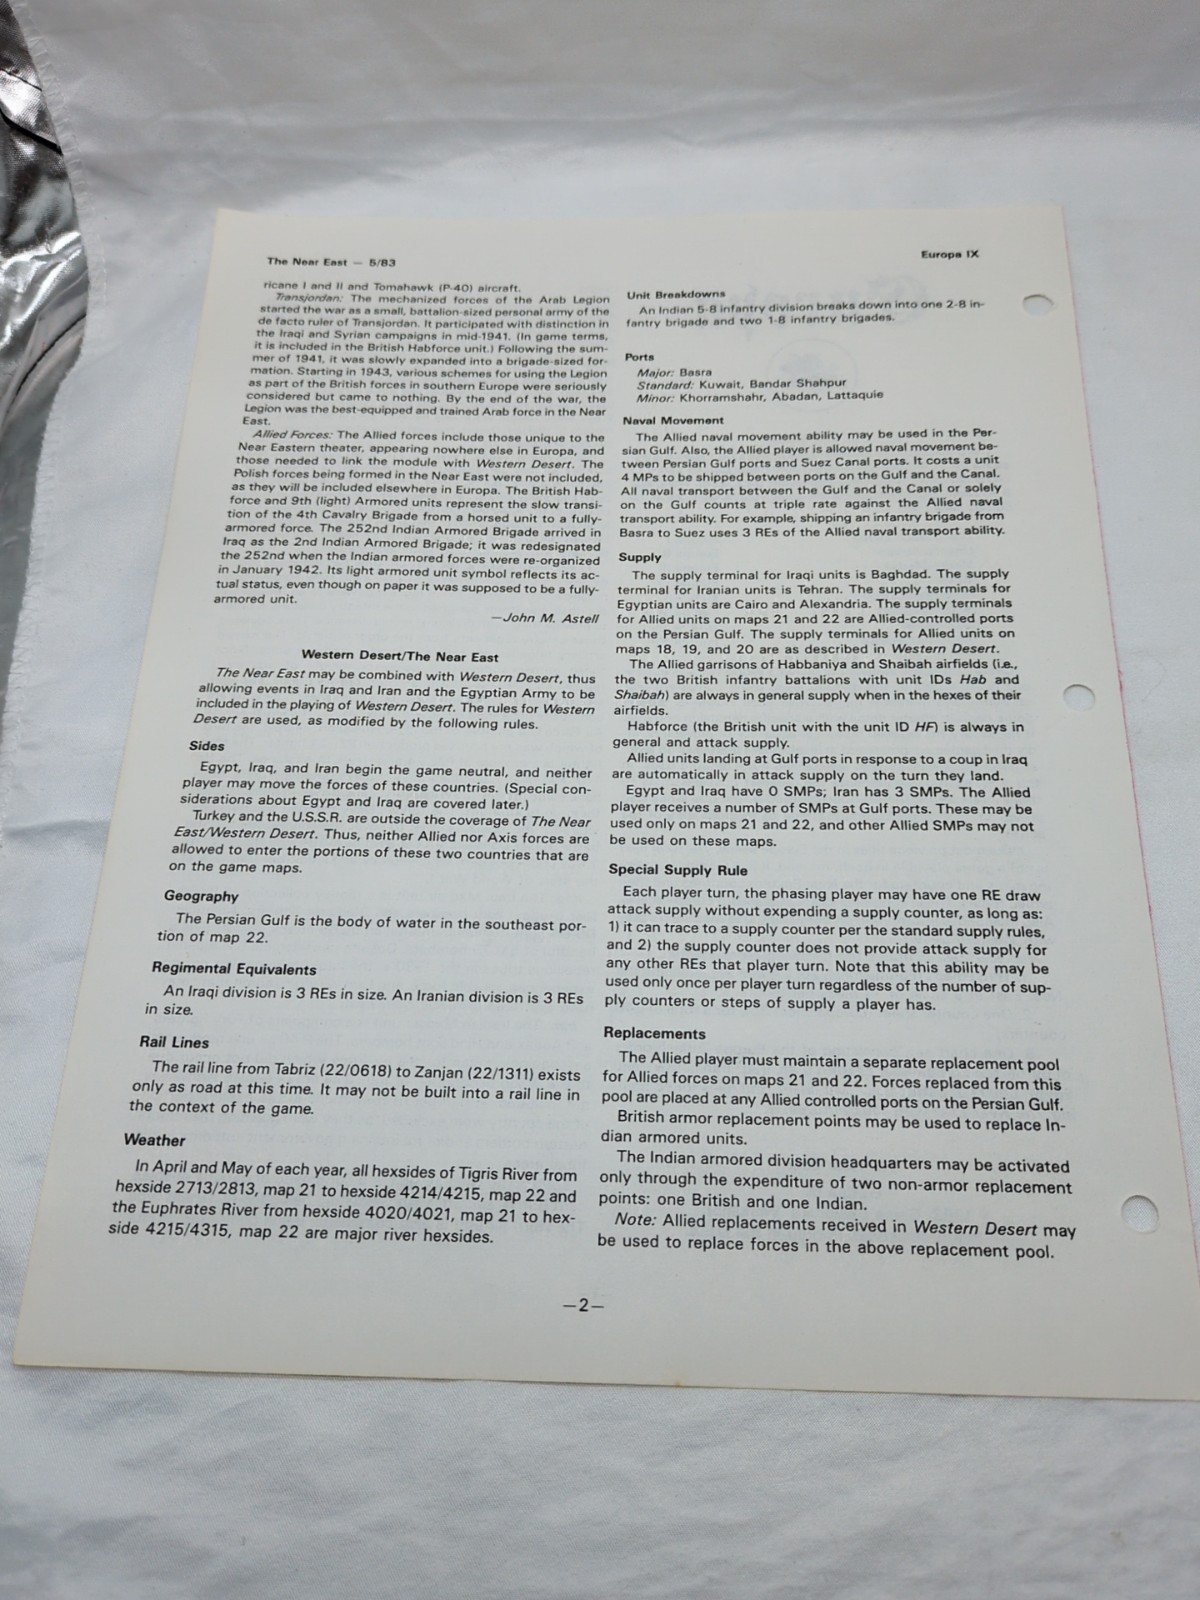 The Near East — 5/83
Europa IX
ricane I and II and Tomahawk (P-40) aircraft.
Transjordan: The mechanized forces of the Arab Legion
started the war as a small, battalion-sized personal army of the
de facto ruler of Transjordan. It participated with distinction in
the Iraqi and Syrian campaigns in mid-1941. (In game terms,
it is included in the British Habforce unit.) Following the sum-
mer of 1941, it was slowly expanded into a brigade-sized for-
mation. Starting in 1943, various schemes for using the Legion
as part of the British forces in southern Europe were seriously
considered but came to nothing. By the end of the war, the
Legion was the best-equipped and trained Arab force in the Near
East.
Allied Forces: The Allied forces include those unique to the
Near Eastern theater, appearing nowhere else in Europa, and
those needed to link the module with Western Desert. The
Polish forces being formed in the Near East were not included,
as they will be included elsewhere in Europa. The British Hab-
force and 9th (light) Armored units represent the slow transi-
tion of the 4th Cavalry Brigade from a horsed unit to a fully-
armored force. The 252nd Indian Armored Brigade arrived in
Iraq as the 2nd Indian Armored Brigade; it was redesignated
the 252nd when the Indian armored forces were re-organized
in January 1942. Its light armored unit symbol reflects its ac-
tual status, even though on paper it was supposed to be a fully-
armored unit.
—John M. Astell
Western Desert/The Near East
The Near East may be combined with Western Desert, thus
allowing events in Iraq and Iran and the Egyptian Army to be
included in the playing of Western Desert. The rules for Western
Desert are used, as modified by the following rules.
Sides
Egypt, Iraq, and Iran begin the game neutral, and neither
player may move the forces of these countries. (Special con-
siderations about Egypt and Iraq are covered later.)
Turkey and the U.S.S.R. are outside the coverage of The Near
East/Western Desert. Thus, neither Allied nor Axis forces are
allowed to enter the portions of these two countries that are
on the game maps.
Geography
The Persian Gulf is the body of water in the southeast por-
tion of map 22.
Regimental Equivalents
An Iraqi division is 3 REs in size. An Iranian division is 3 REs
in size.
Rail Lines
The rail line from Tabriz (22/0618) to Zanjan (22/1311) exists
only as road at this time. It may not be built into a rail line in
the context of the game.
Weather
In April and May of each year, all hexsides of Tigris River from
hexside 2713/2813, map 21 to hexside 4214/4215, map 22 and
the Euphrates River from hexside 4020/4021, map 21 to hex-
side 4215/4315, map 22 are major river hexsides.
Unit Breakdowns
An Indian 5-8 infantry division breaks down into one 2-8 in-
fantry brigade and two 1-8 infantry brigades.
Ports
Major: Basra
Standard: Kuwait, Bandar Shahpur
Minor: Khorramshahr, Abadan, Lattaquie
Naval Movement
The Allied naval movement ability may be used in the Per-
sian Gulf. Also, the Allied player is allowed naval movement be-
tween Persian Gulf ports and Suez Canal ports. It costs a unit
4 MPs to be shipped between ports on the Gulf and the Canal.
All naval transport between the Gulf and the Canal or solely
on the Gulf counts at triple rate against the Allied naval
transport ability. For example, shipping an infantry brigade from
Basra to Suez uses 3 REs of the Allied naval transport ability.
Supply
The supply terminal for Iraqi units is Baghdad. The supply
terminal for Iranian units is Tehran. The supply terminals for
Egyptian units are Cairo and Alexandria. The supply terminals
for Allied units on maps 21 and 22 are Allied-controlled ports
on the Persian Gulf. The supply terminals for Allied units on
maps 18, 19, and 20 are as described in Western Desert.
The Allied garrisons of Habbaniya and Shaibah airfields (i.e.,
the two British infantry battalions with unit IDs Hab and
Shaibah) are always in general supply when in the hexes of their
airfields.
Habforce (the British unit with the unit ID HF) is always in
general and attack supply.
Allied units landing at Gulf ports in response to a coup in Iraq
are automatically in attack supply on the turn they land.
Egypt and Iraq have 0 SMPs; Iran has 3 SMPs. The Allied
player receives a number of SMPs at Gulf ports. These may be
used only on maps 21 and 22, and other Allied SMPs may not
be used on these maps.
Special Supply Rule
Each player turn, the phasing player may have one RE draw
attack supply without expending a supply counter, as long as:
1) it can trace to a supply counter per the standard supply rules,
and 2) the supply counter does not provide attack supply for
any other REs that player turn. Note that this ability may be
used only once per player turn regardless of the number of sup-
ply counters or steps of supply a player has.
Replacements
The Allied player must maintain a separate replacement pool
for Allied forces on maps 21 and 22. Forces replaced from this
pool are placed at any Allied controlled ports on the Persian Gulf.
British armor replacement points may be used to replace In-
dian armored units.
The Indian armored division headquarters may be activated
only through the expenditure of two non-armor replacement
points: one British and one Indian.
Note: Allied replacements received in Western Desert may
be used to replace forces in the above replacement pool.
—2—